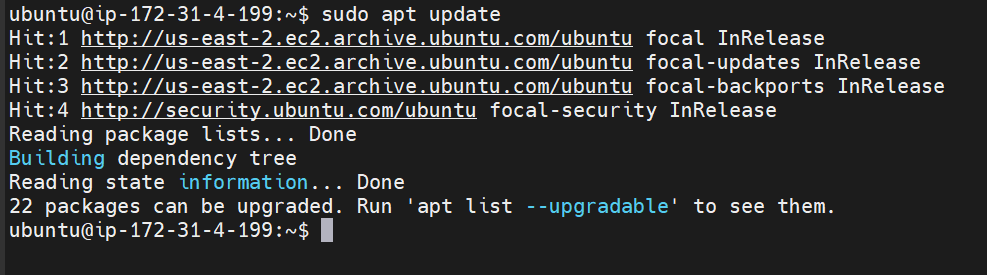 ubuntu@ip-172-31-4-199:~$ sudo apt update
Hit:1 http://us-east-2.ec2.archive.ubuntu.com/ubuntu focal InRelease
Hit:2 http://us-east-2.ec2.archive.ubuntu.com/ubuntu focal-updates InRelease
Hit:3 http://us-east-2.ec2.archive.ubuntu.com/ubuntu focal-backports InRelease
Hit:4 http://security.ubuntu.com/ubuntu focal-security InRelease
Reading package lists... Done
Building dependency tree
Reading state information... Done
22 packages can be upgraded. Run 'apt list --upgradable' to see them.
ubuntu@ip-172-31-4-199:~$